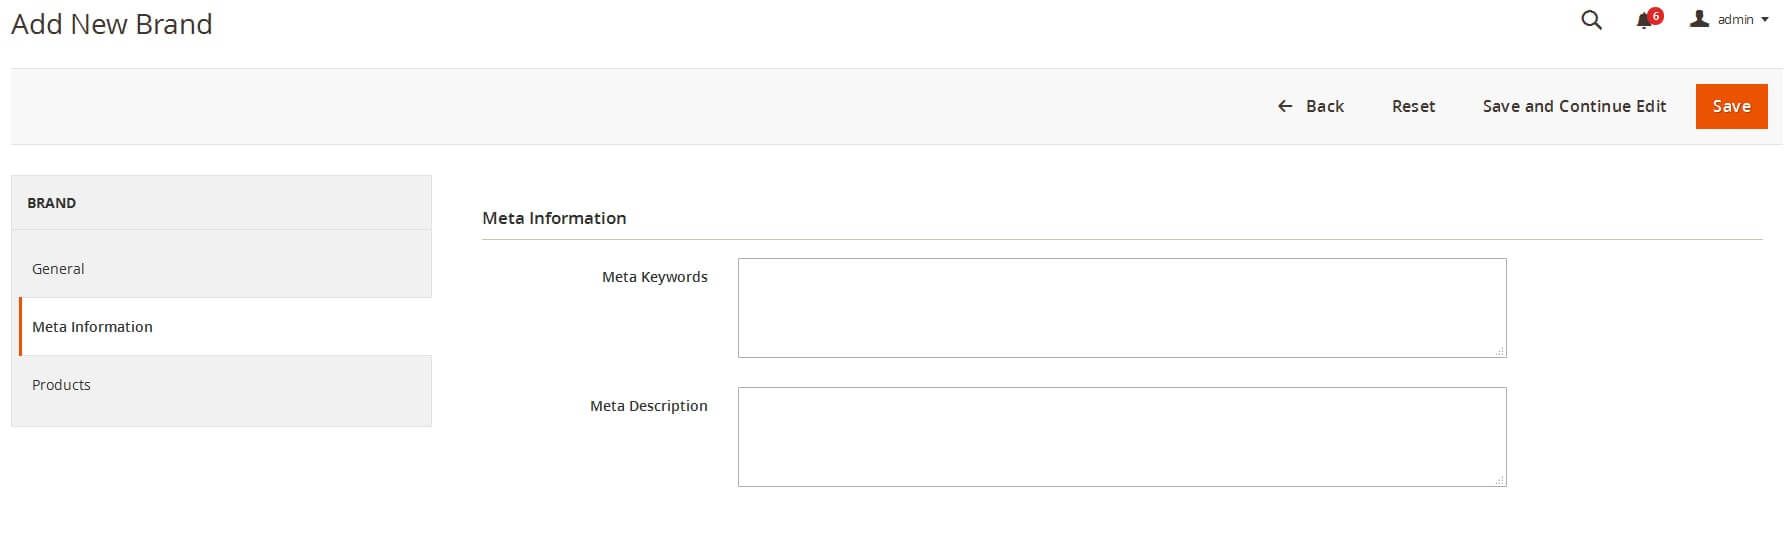 Add New Brand
6
admin
Back
Reset
Save and Continue Edit
Save
BRAND
General
Meta Information
Products
Meta Information
Meta Keywords
Meta Description